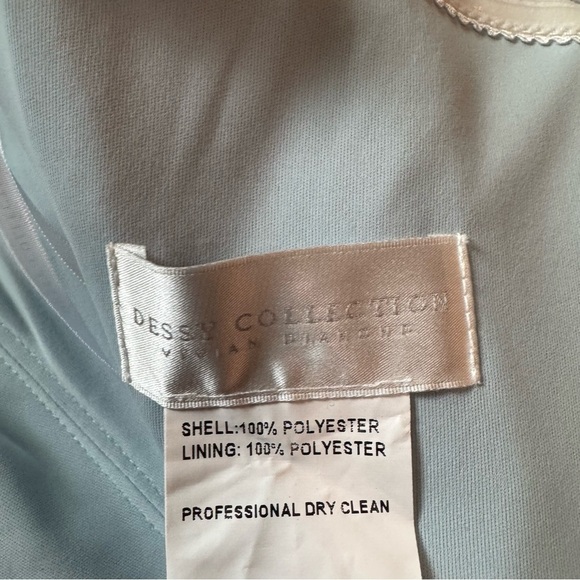 DESSY COLLECTION
VIVIAN DIAMOND
SHELL:100% POLYESTER
LINING: 100% POLYESTER
PROFESSIONAL DRY CLEAN